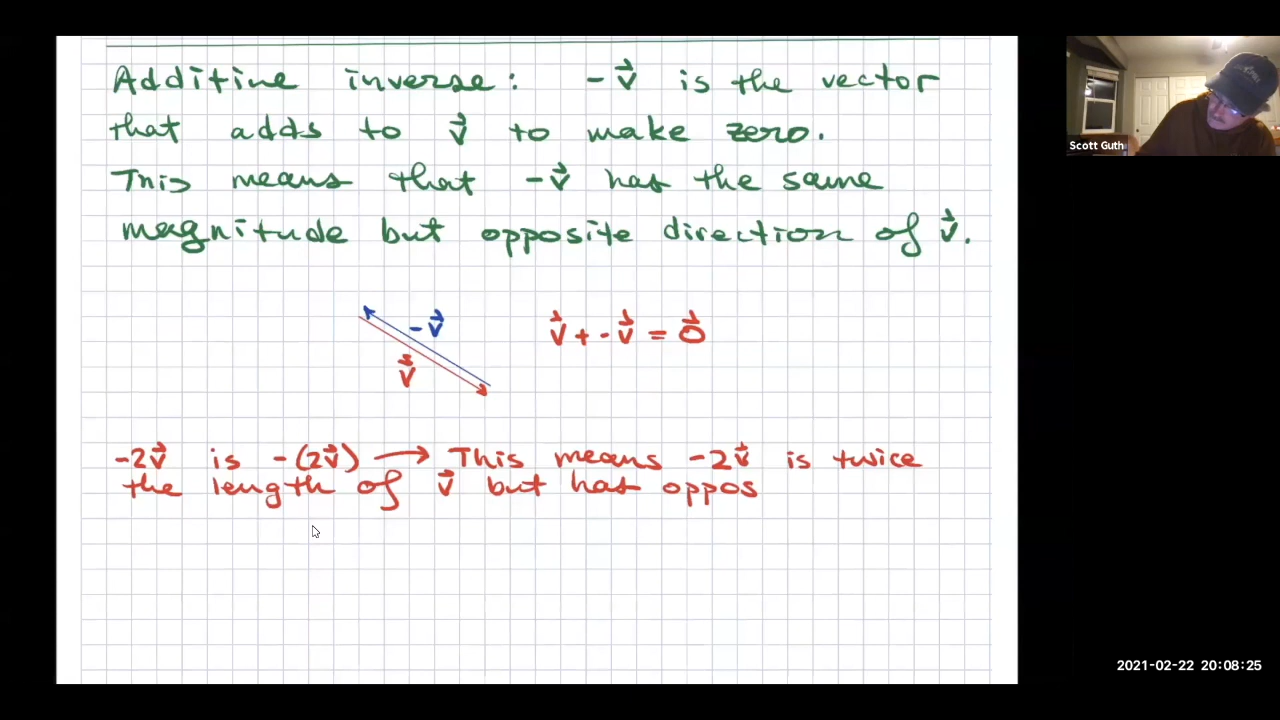 Additive inverse: -v⃗ is the vector
that adds to v⃗ to make zero.
This means that -v⃗ has the same
magnitude but opposite direction of v⃗.
-v⃗
v⃗
v⃗ + -v⃗ = 0⃗
-2v⃗ is -(2v⃗) → This means -2v⃗ is twice
the length of v⃗ but has oppos
Scott Guth
2021-02-22 20:08:25